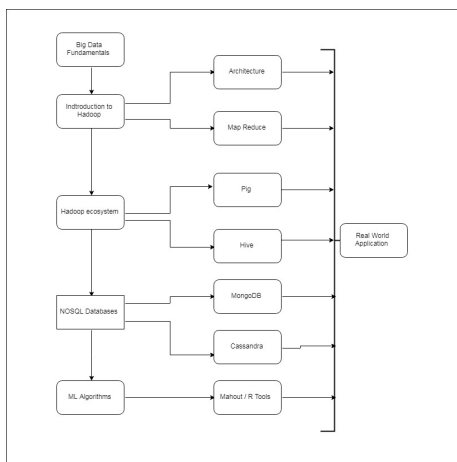 Big Data
Fundamentals
Architecture
Indtroduction to
Hadoop
Map Reduce
Pig
Hadoop ecosystem
Real World
Application
Hive
MongoDB
NOSQL Databases
Cassandra
ML Algorithms
Mahout / R Tools